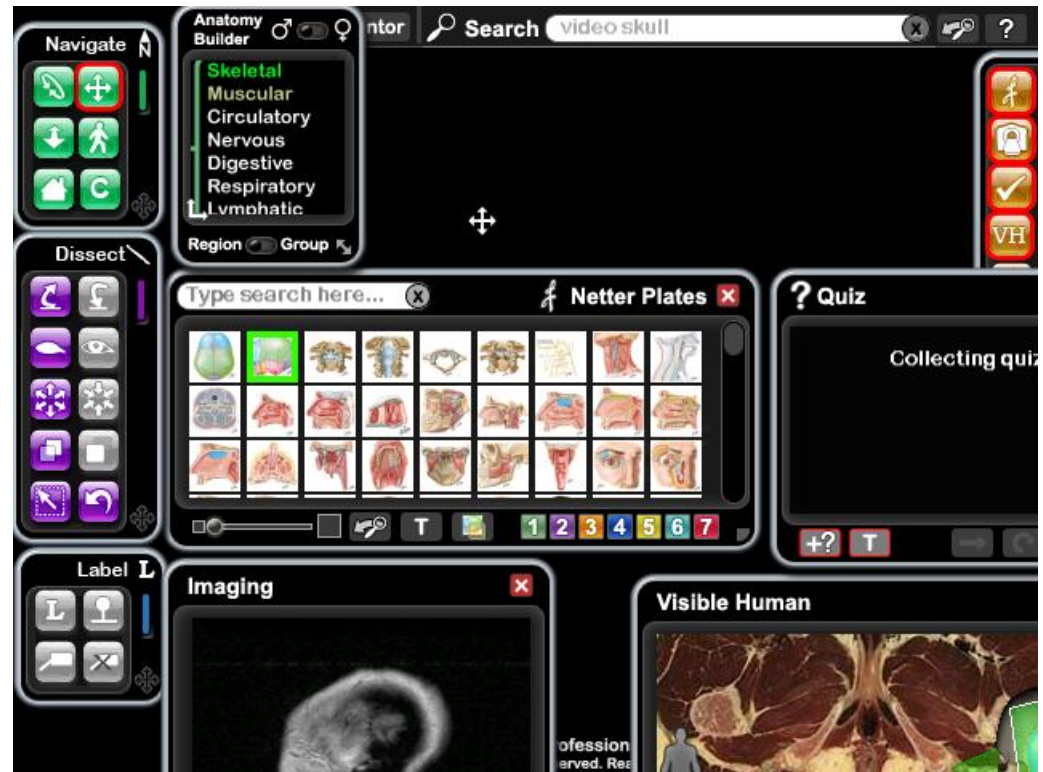 Navigate N
Anatomy
Builder ♂ ♀
ntor
Search video skull X
?
Skeletal
Muscular
Circulatory
Nervous
Digestive
Respiratory
Lymphatic
Region Group
C
VH
Dissect
Type search here... X
Netter Plates X
? Quiz
Collecting quiz
T
1 2 3 4 5 6 7
+? T
Label L
L
Imaging X
Visible Human
ofession
erved. Rea